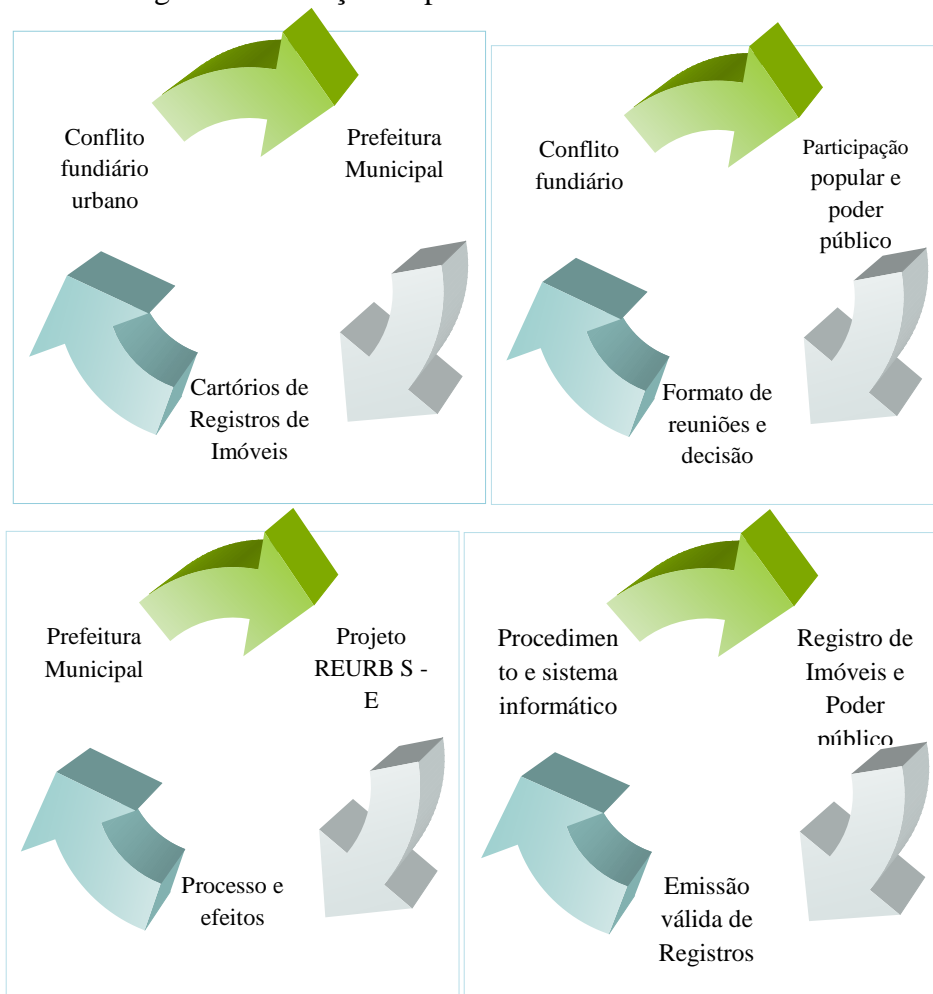 Conflito
fundiário
urbano
Prefeitura
Municipal
Cartórios de
Registros de
Imóveis
Conflito
fundiário
Participação
popular e
poder
público
Formato de
reuniões e
decisão
Prefeitura
Municipal
Projeto
REURB S -
E
Processo e
efeitos
Procedimen
to e sistema
informático
Registro de
Imóveis e
Poder
público
Emissão
válida de
Registros